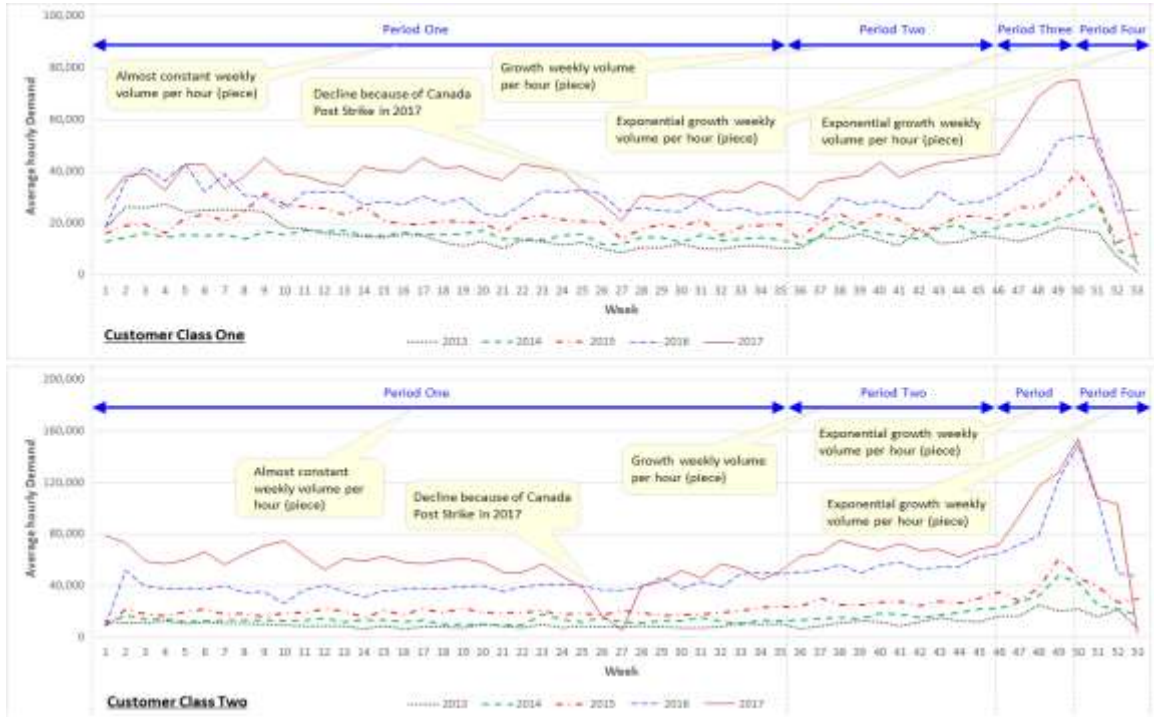 100,000
80,000
60,000
40,000
20,000
0
Average hourly Demand
Period One
Period Two
Period Three
Period Four
Almost constant weekly
volume per hour (piece)
Decline because of Canada
Post Strike in 2017
Growth weekly volume
per hour (piece)
Exponential growth weekly
volume per hour (piece)
Exponential growth weekly
volume per hour (piece)
1 2 3 4 5 6 7 8 9 10 11 12 13 14 15 16 17 18 19 20 21 22 23 24 25 26 27 28 29 30 31 32 33 34 35 36 37 38 39 40 41 42 43 44 45 46 47 48 49 50 51 52 53
Week
Customer Class One
2013 2014 2015 2016 2017
200,000
160,000
120,000
80,000
40,000
0
Average hourly Demand
Period One
Period Two
Period
Period Four
Almost constant
weekly volume per
hour (piece)
Decline because of Canada
Post Strike in 2017
Growth weekly volume
per hour (piece)
Exponential growth weekly
volume per hour (piece)
Exponential growth weekly
volume per hour (piece)
1 2 3 4 5 6 7 8 9 10 11 12 13 14 15 16 17 18 19 20 21 22 23 24 25 26 27 28 29 30 31 32 33 34 35 36 37 38 39 40 41 42 43 44 45 46 47 48 49 50 51 52 53
Week
Customer Class Two
2013 2014 2015 2016 2017